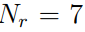 N_r = 7